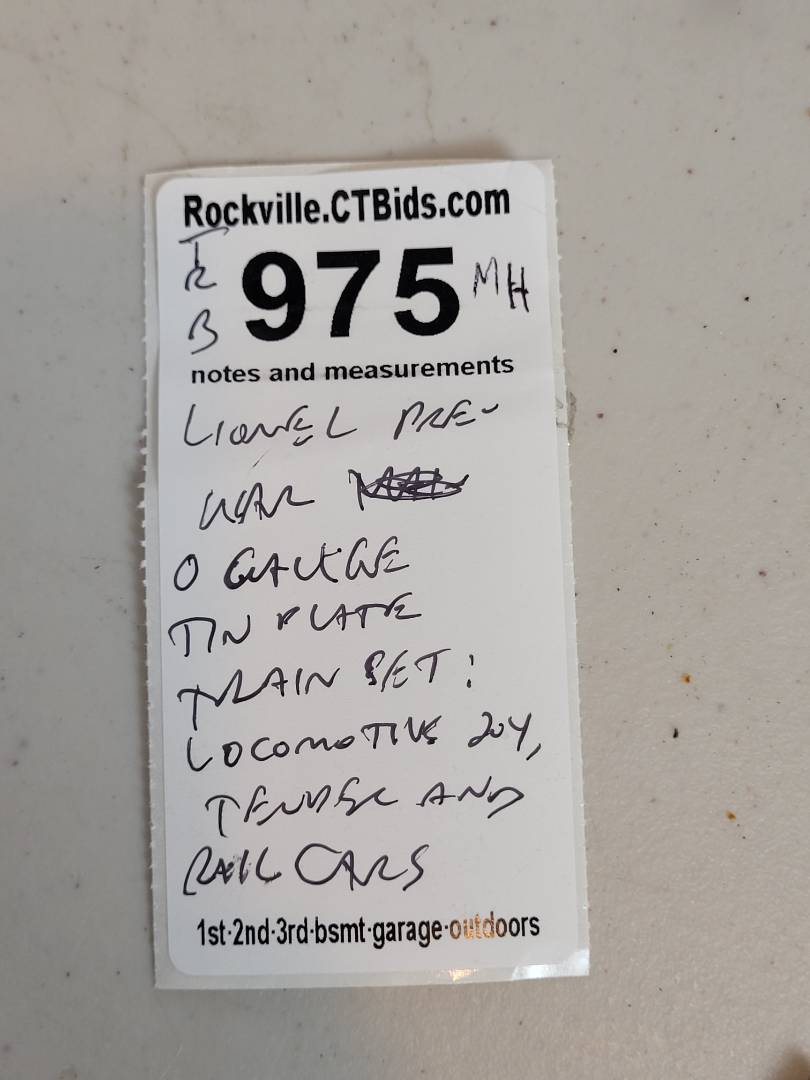 Rockville.CTBids.com
TRB 975 MH
notes and measurements
LIONEL PRE-
WAR
O GAUGE
TIN PLATE
TRAIN SET:
LOCOMOTIVE 204,
TENDER AND
RAIL CARS
1st·2nd·3rd·bsmt·garage·outdoors